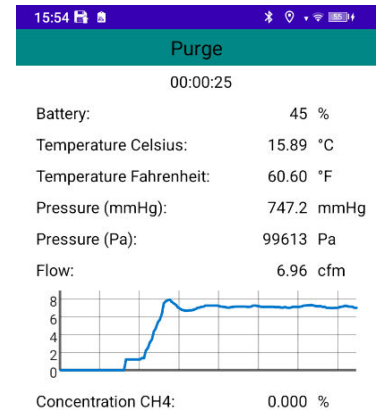 15:54 55
Purge
00:00:25
Battery: 45 %
Temperature Celsius: 15.89 °C
Temperature Fahrenheit: 60.60 °F
Pressure (mmHg): 747.2 mmHg
Pressure (Pa): 99613 Pa
Flow: 6.96 cfm
8
6
4
2
0
Concentration CH4: 0.000 %